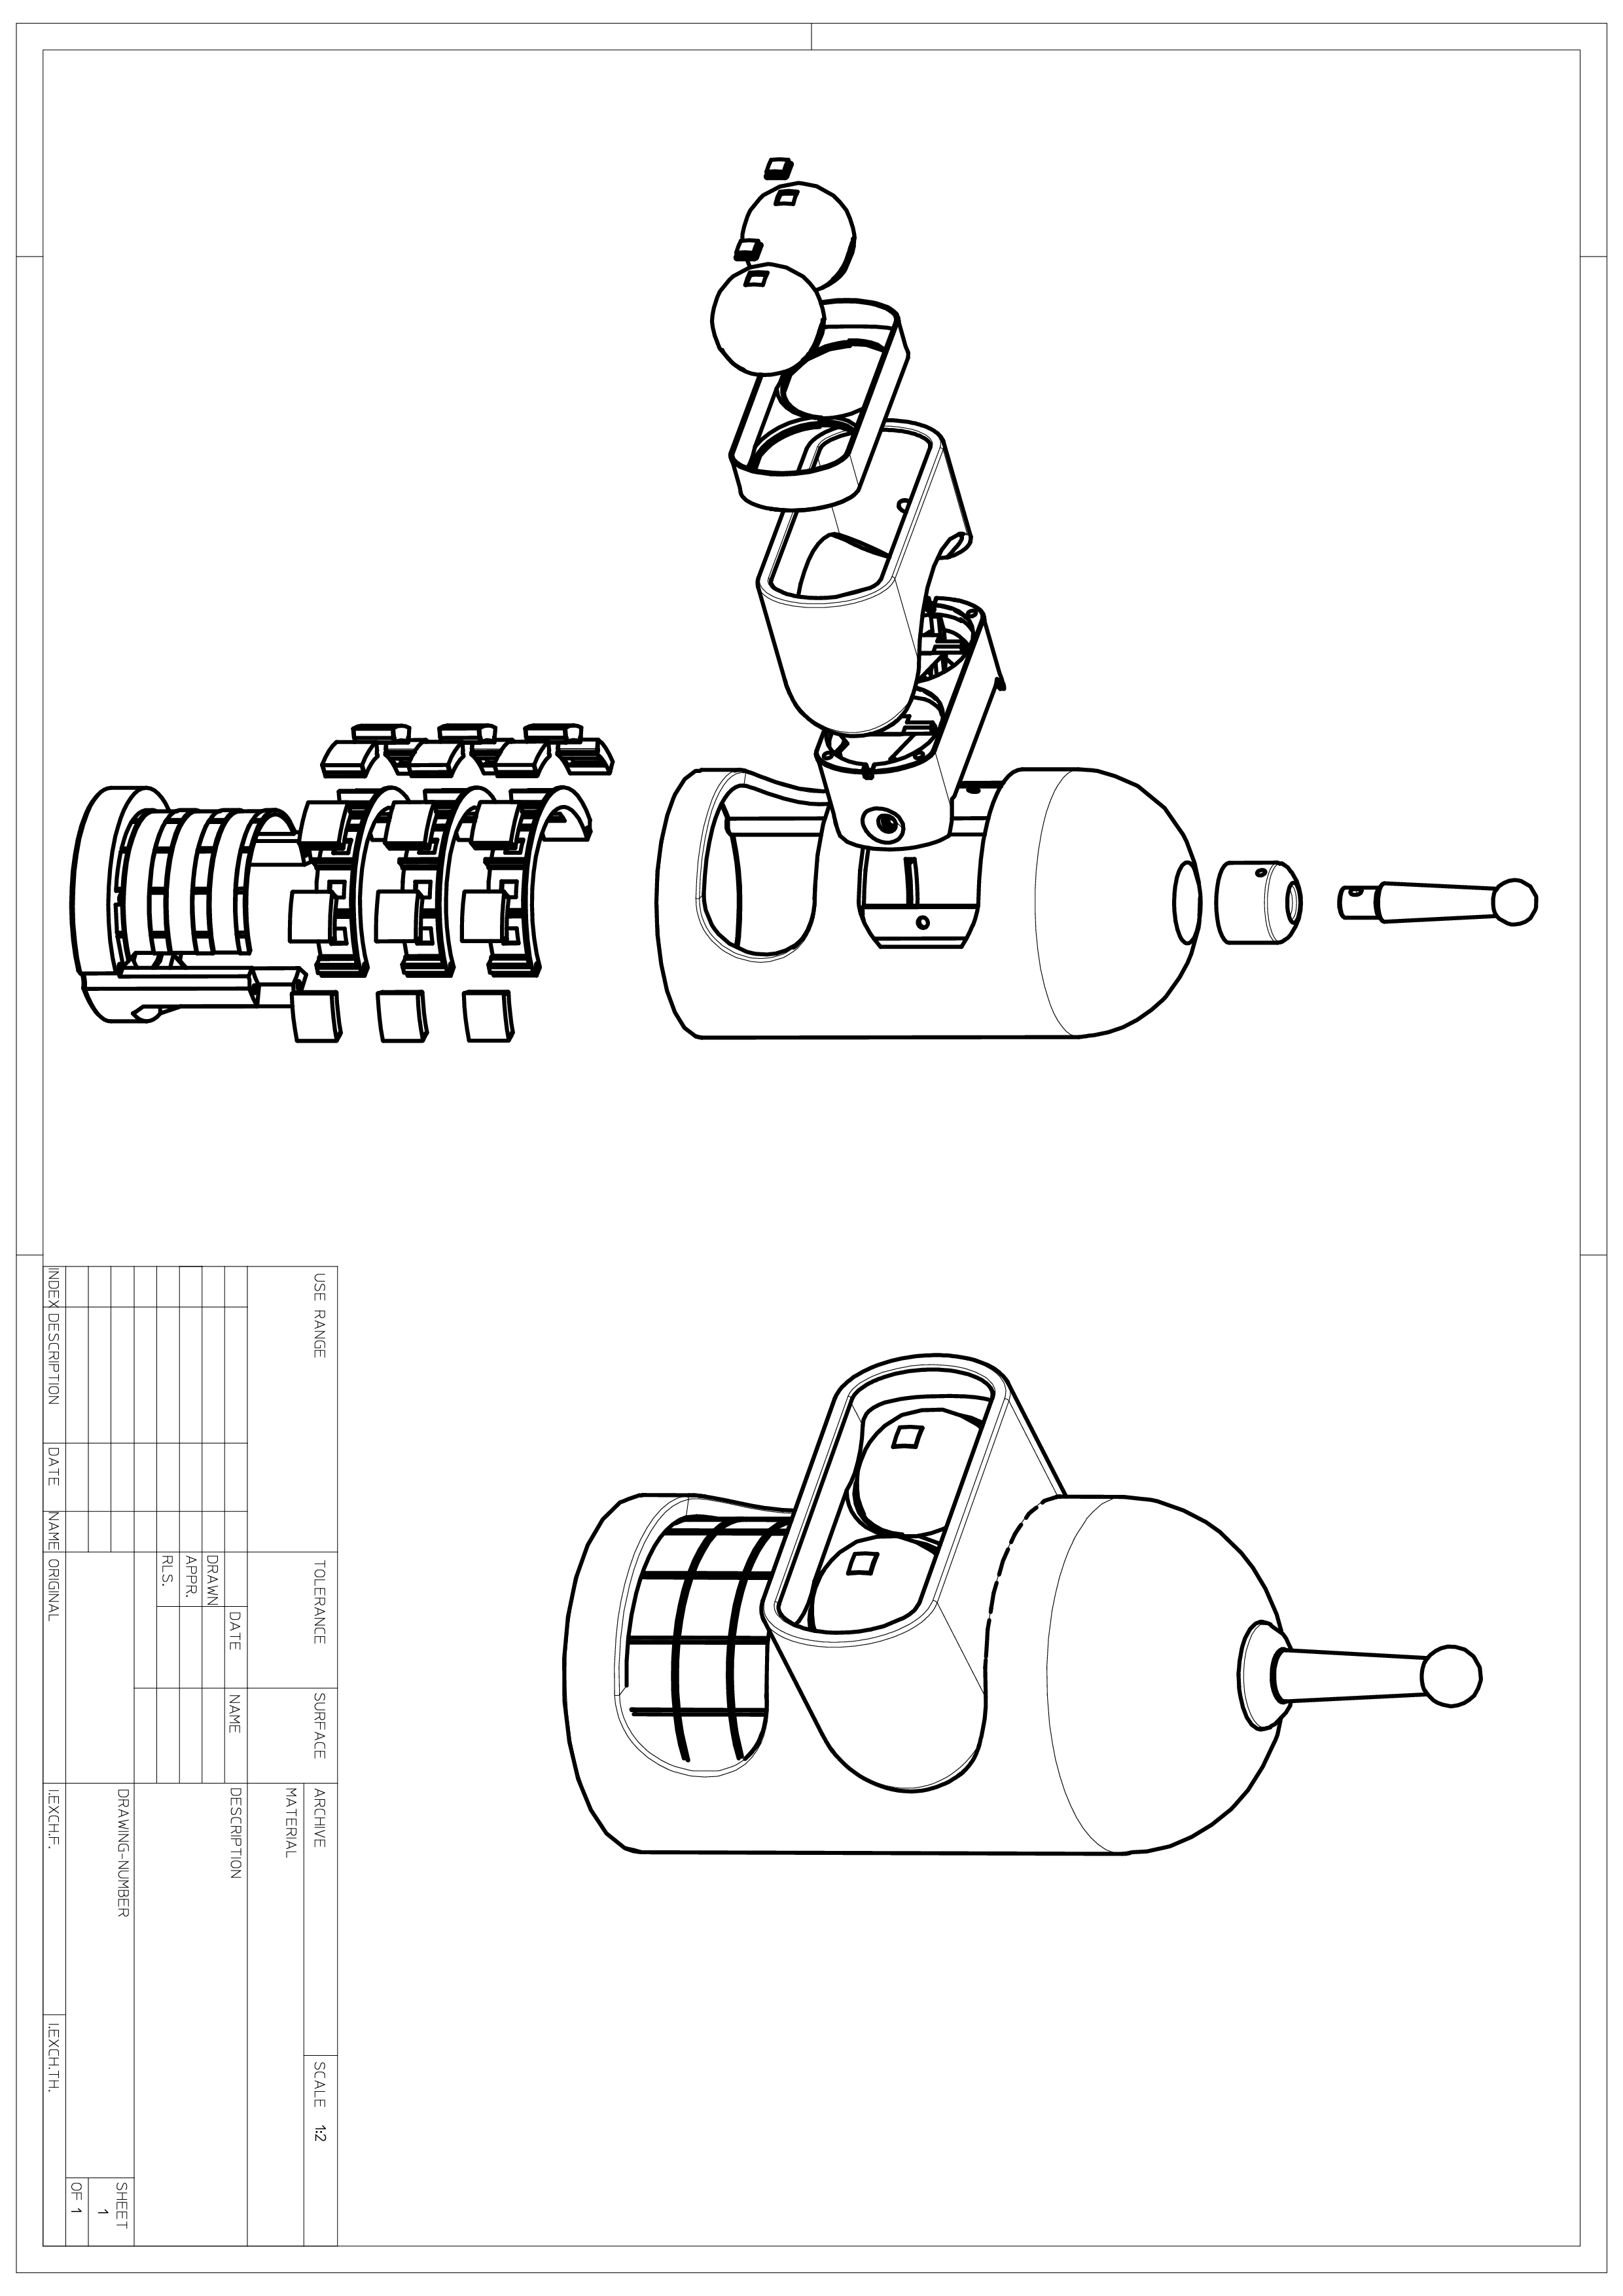 USE RANGE
TOLERANCE
SURFACE
ARCHIVE
SCALE 1:2
MATERIAL
DATE
NAME
DESCRIPTION
DRAWN
APPR.
RLS.
DRAWING-NUMBER
SHEET
1
OF 1
INDEX DESCRIPTION DATE NAME ORIGINAL
I.EXCH.F.
I.EXCH.TH.